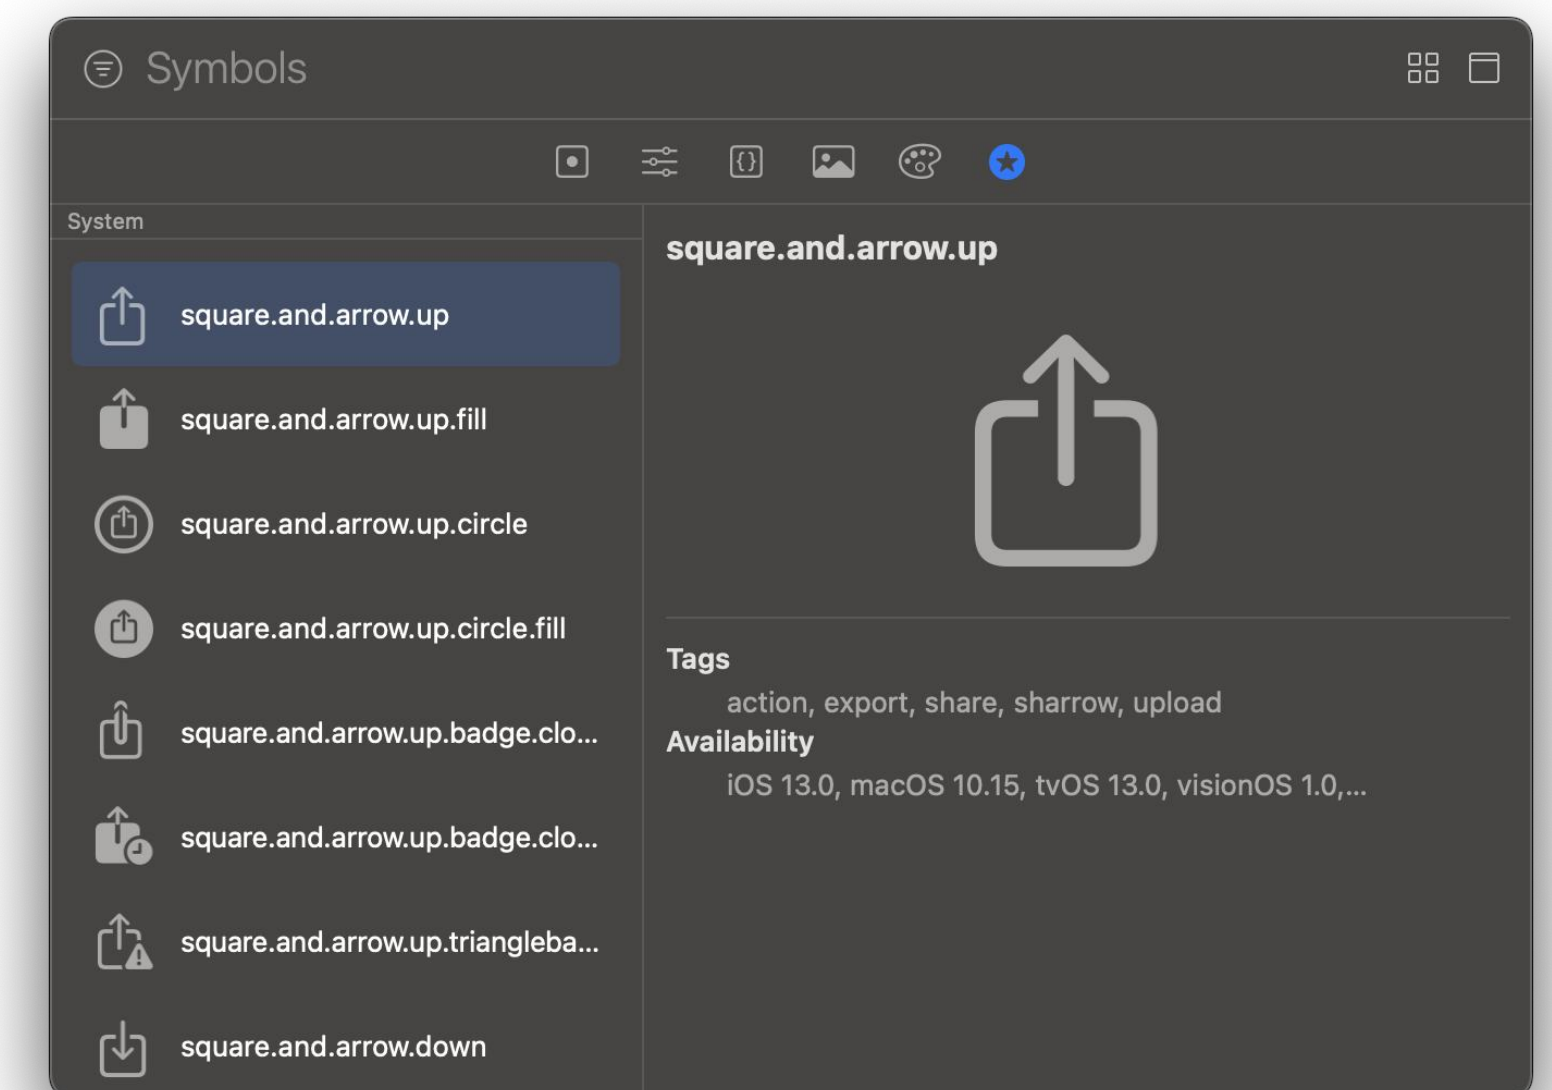 Symbols
System
square.and.arrow.up
square.and.arrow.up.fill
square.and.arrow.up.circle
square.and.arrow.up.circle.fill
square.and.arrow.up.badge.clo...
square.and.arrow.up.badge.clo...
square.and.arrow.up.triangleba...
square.and.arrow.down
square.and.arrow.up
Tags
action, export, share, sharrow, upload
Availability
iOS 13.0, macOS 10.15, tvOS 13.0, visionOS 1.0,...